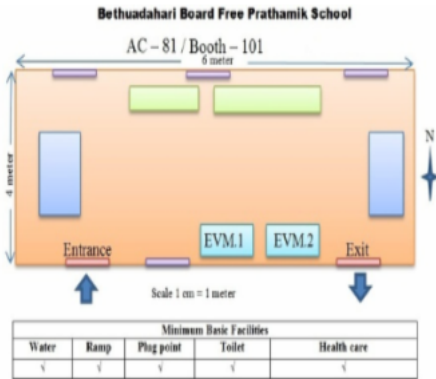 Bethuadahari Board Free Prathamik School
AC – 81 / Booth – 101
6 meter
4 meter
N
EVM.1 EVM.2
Entrance Exit
Scale 1 cm = 1 meter
Minimum Basic Facilities
Water Ramp Plug point Toilet Health care
√ √ √ √ √